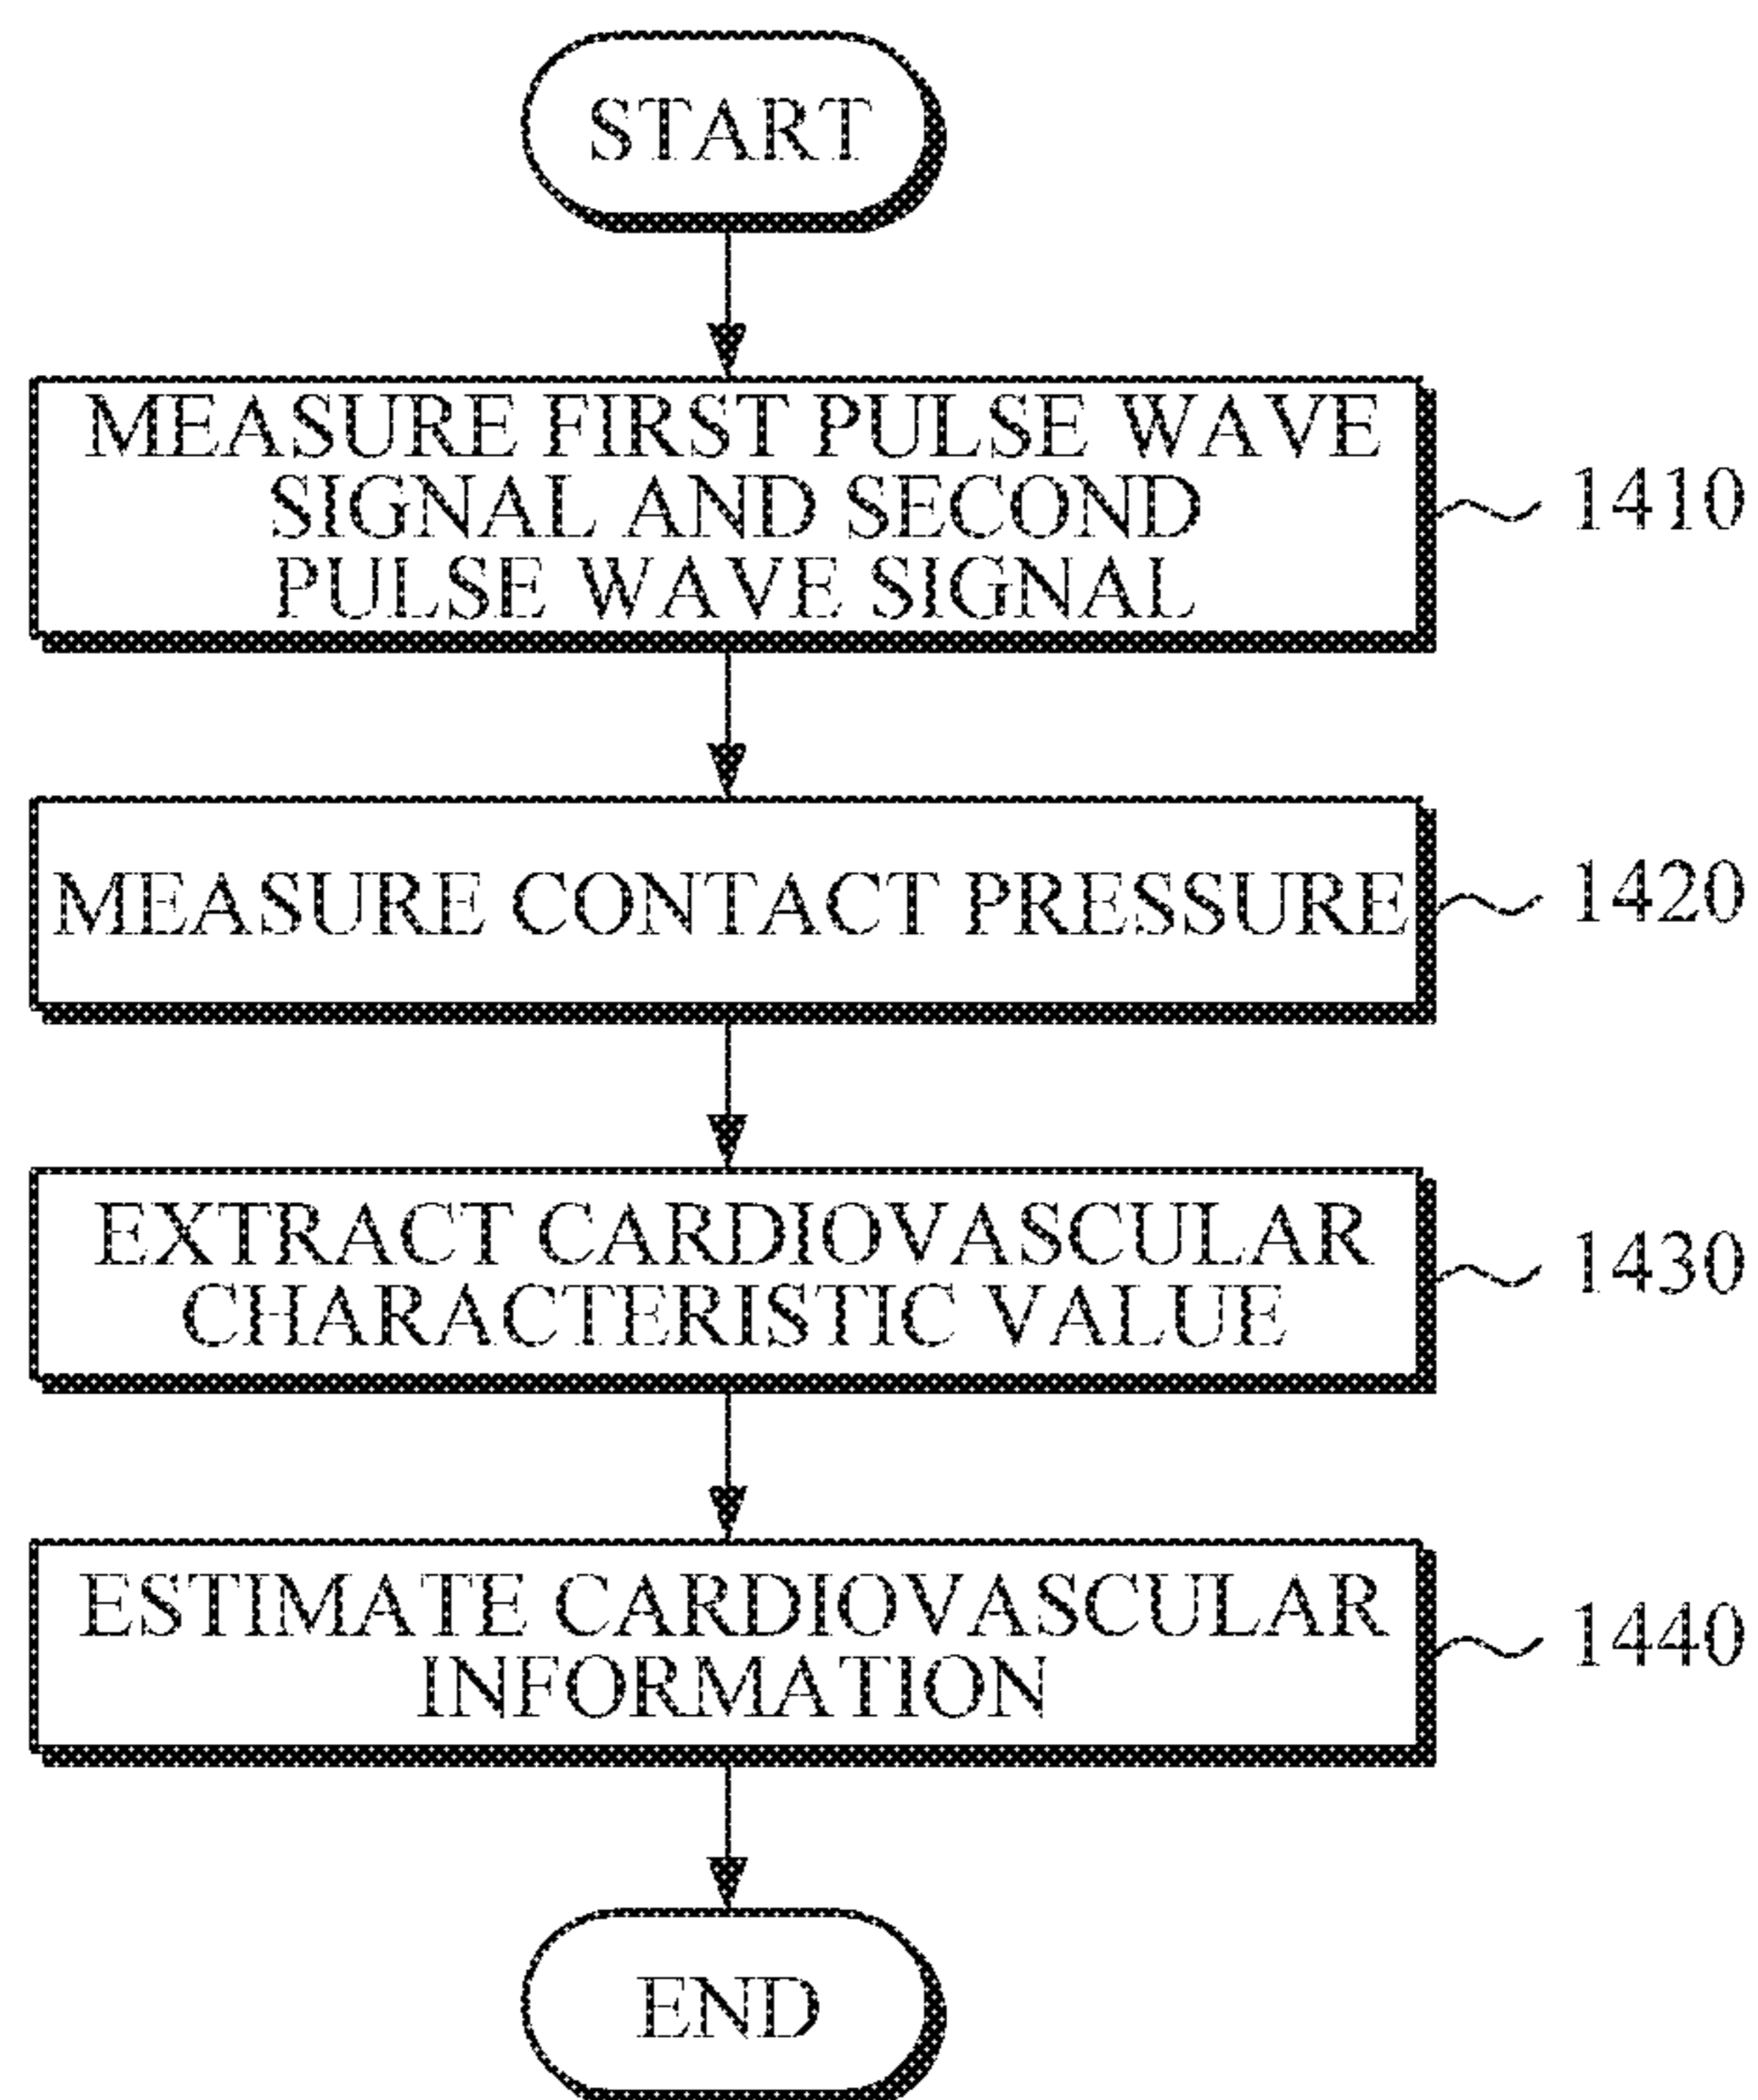 START
MEASURE FIRST PULSE WAVE
SIGNAL AND SECOND
PULSE WAVE SIGNAL
1410
MEASURE CONTACT PRESSURE
1420
EXTRACT CARDIOVASCULAR
CHARACTERISTIC VALUE
1430
ESTIMATE CARDIOVASCULAR
INFORMATION
1440
END